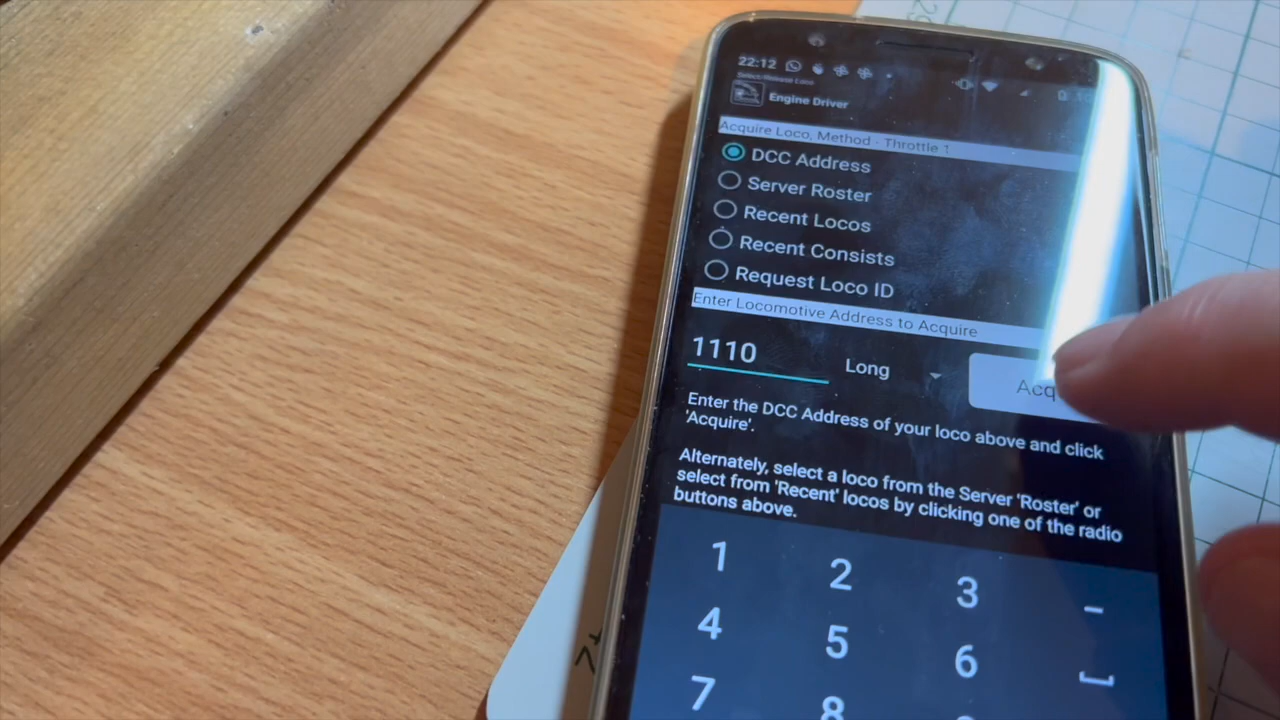 22:12
Select/Release Loco
Engine Driver
Acquire Loco, Method - Throttle 1
DCC Address
Server Roster
Recent Locos
Recent Consists
Request Loco ID
Enter Locomotive Address to Acquire
1110 Long Acq
Enter the DCC Address of your loco above and click
'Acquire'.
Alternately, select a loco from the Server 'Roster' or
select from 'Recent' locos by clicking one of the radio
buttons above.
1 2 3 -
4 5 6
7 8